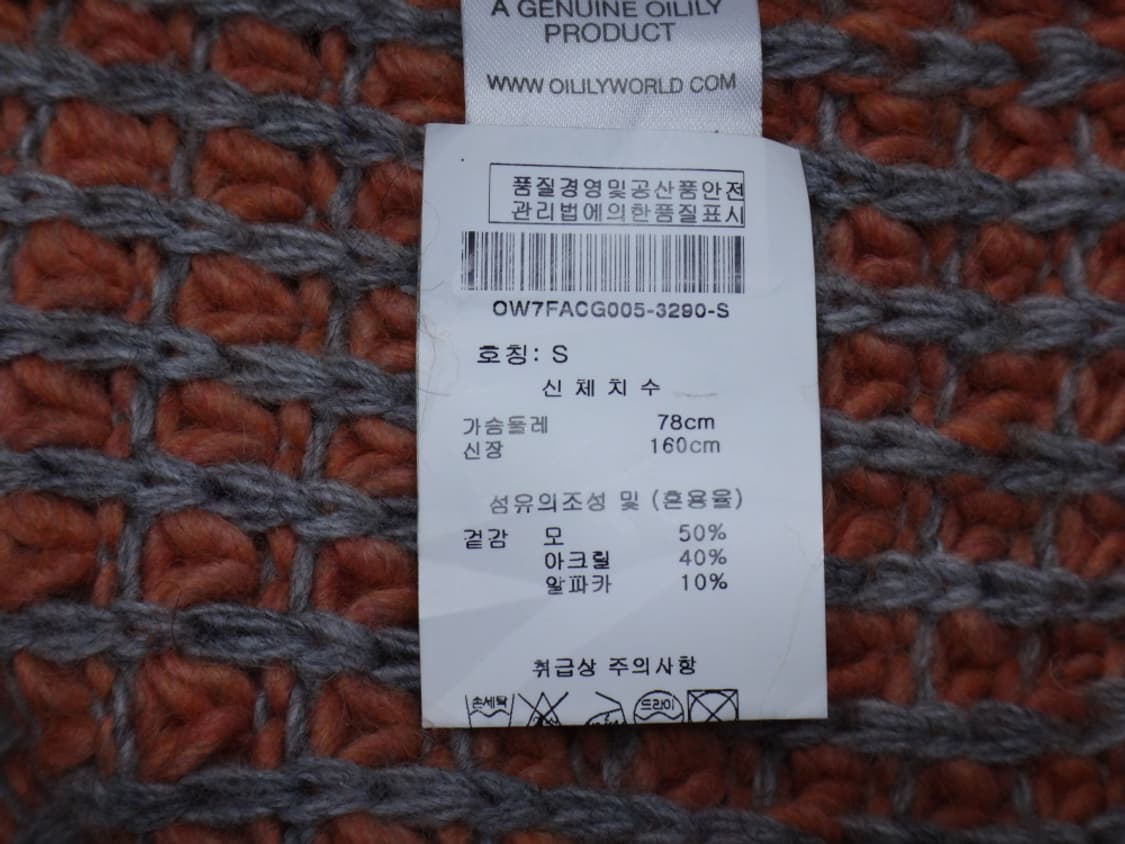 A GENUINE OILILY
PRODUCT
WWW OILILYWORLD COM
품질경영및공산품안전
관리법에의한품질표시
OW7FACG005-3290-S
호칭: S
신 체 치 수
가슴둘레 78cm
신장 160cm
섬유의조성 및 (혼용율)
겉감 모 50%
아크릴 40%
알파카 10%
취급상 주의사항
손세탁 드라이